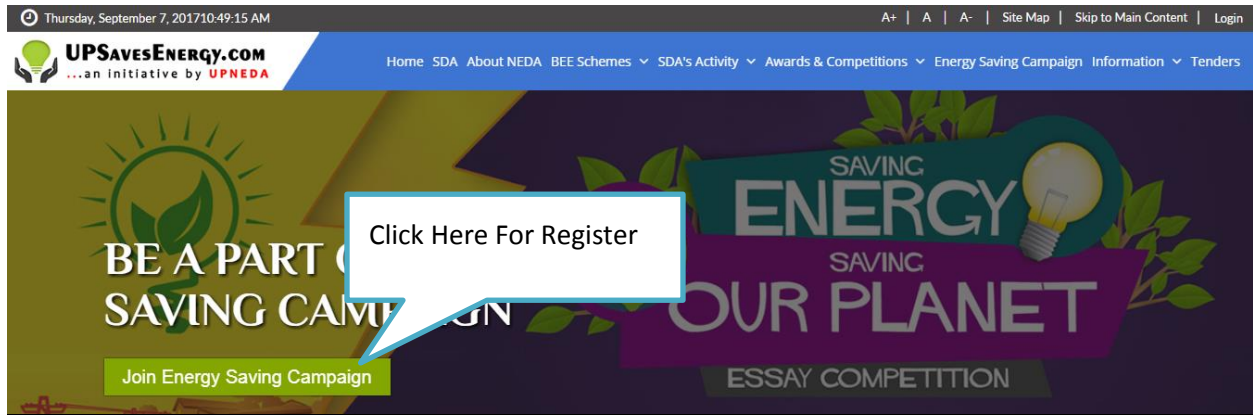 Thursday, September 7, 201710:49:15 AM
A+ | A | A- | Site Map | Skip to Main Content | Login
UPSavesEnergy.com
...an initiative by UPNEDA
Home SDA About NEDA BEE Schemes SDA's Activity Awards & Competitions Energy Saving Campaign Information Tenders
Click Here For Register
BE A PART
SAVING CAMPAIGN
Join Energy Saving Campaign
SAVING
ENERGY
SAVING
OUR PLANET
ESSAY COMPETITION